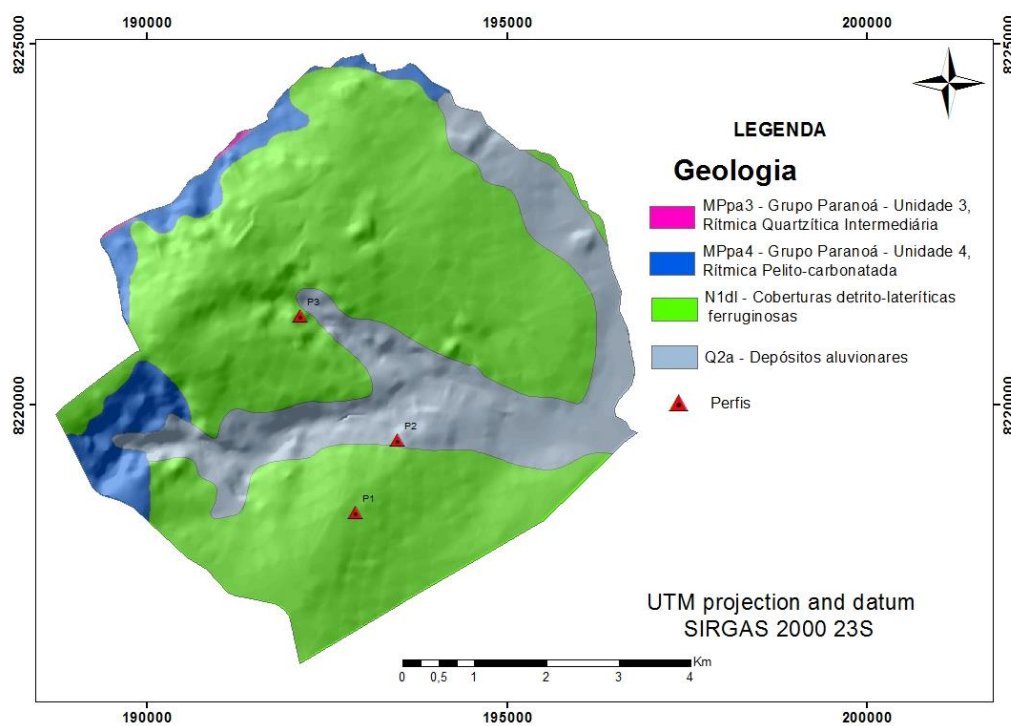 190000 195000 200000
8225000 8225000
LEGENDA
Geologia
MPpa3 - Grupo Paranoá - Unidade 3,
Rítmica Quartzítica Intermediária
MPpa4 - Grupo Paranoá - Unidade 4,
Rítmica Pelito-carbonatada
N1dl - Coberturas detrito-lateríticas
ferruginosas
Q2a - Depósitos aluvionares
Perfis
P3
8220000 8220000
P2
P1
UTM projection and datum
SIRGAS 2000 23S
Km
0 0,5 1 2 3 4
190000 195000 200000